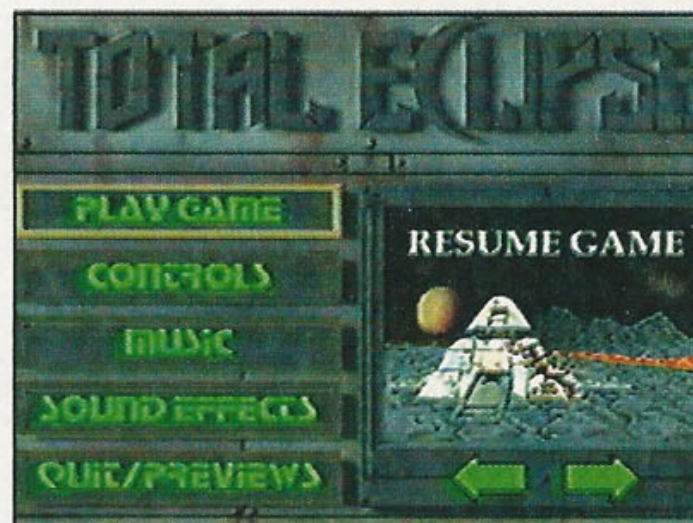 TOTAL ECLIPSE
PLAY GAME
CONTROLS
MUSIC
SOUND EFFECTS
QUIT/PREVIEWS
RESUME GAME